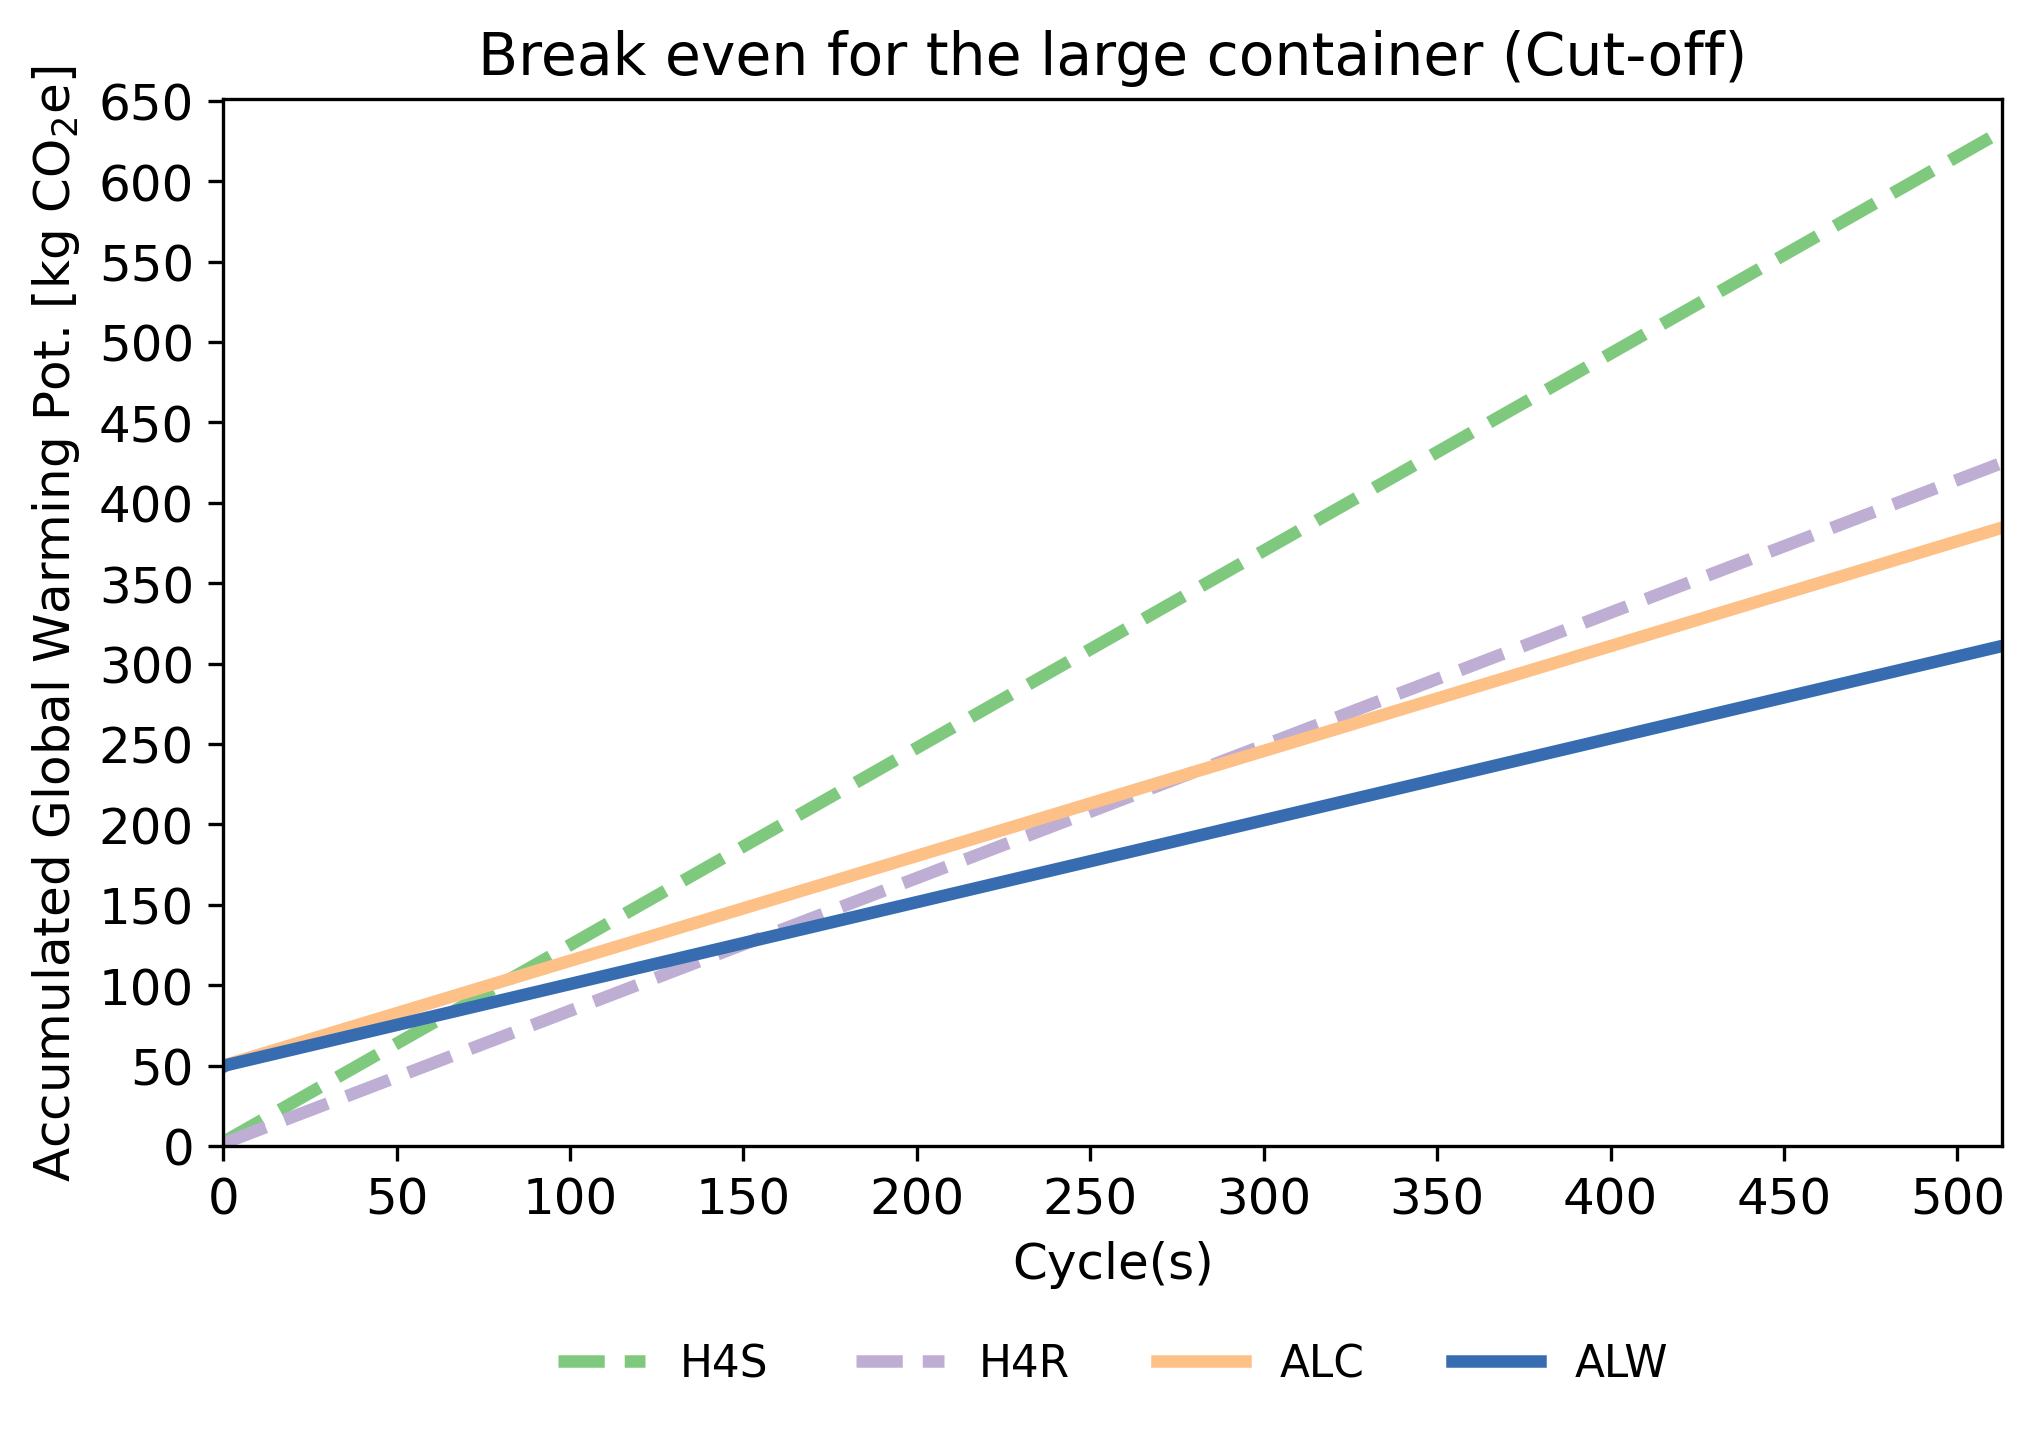 Break even for the large container (Cut-off)
Accumulated Global Warming Pot. [kg CO₂e]
650
600
550
500
450
400
350
300
250
200
150
100
50
0
0 50 100 150 200 250 300 350 400 450 500
Cycle(s)
H4S H4R ALC ALW